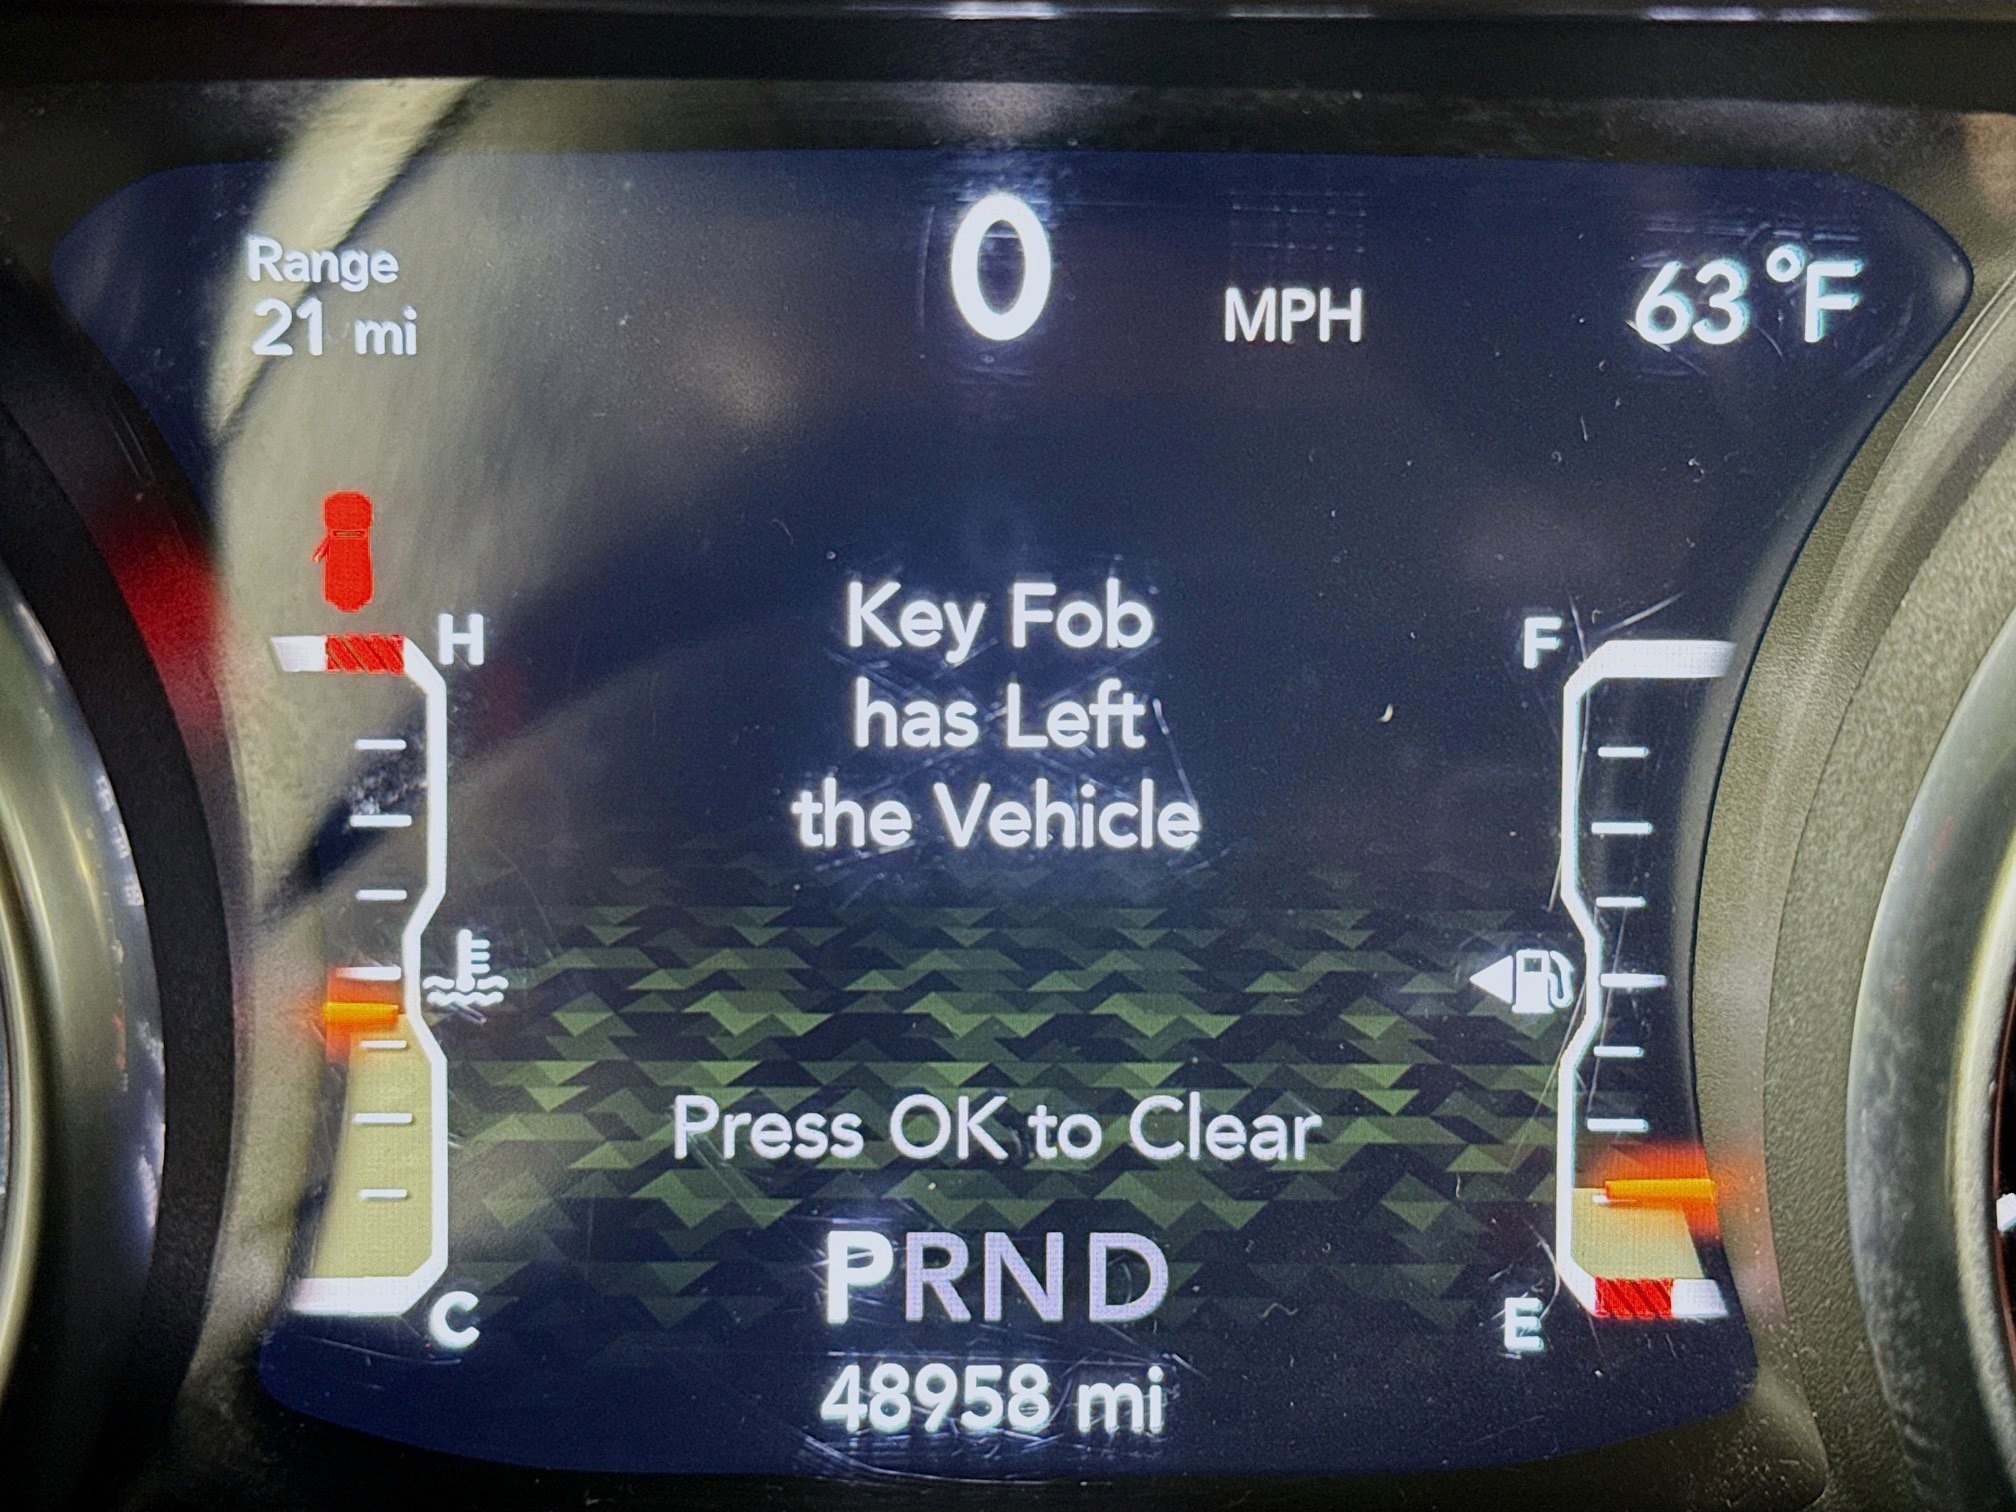 0
MPH
63°F
Range
21 mi
H
F
Key Fob
has Left
the Vehicle
Press OK to Clear
C
E
PRND
48958 mi